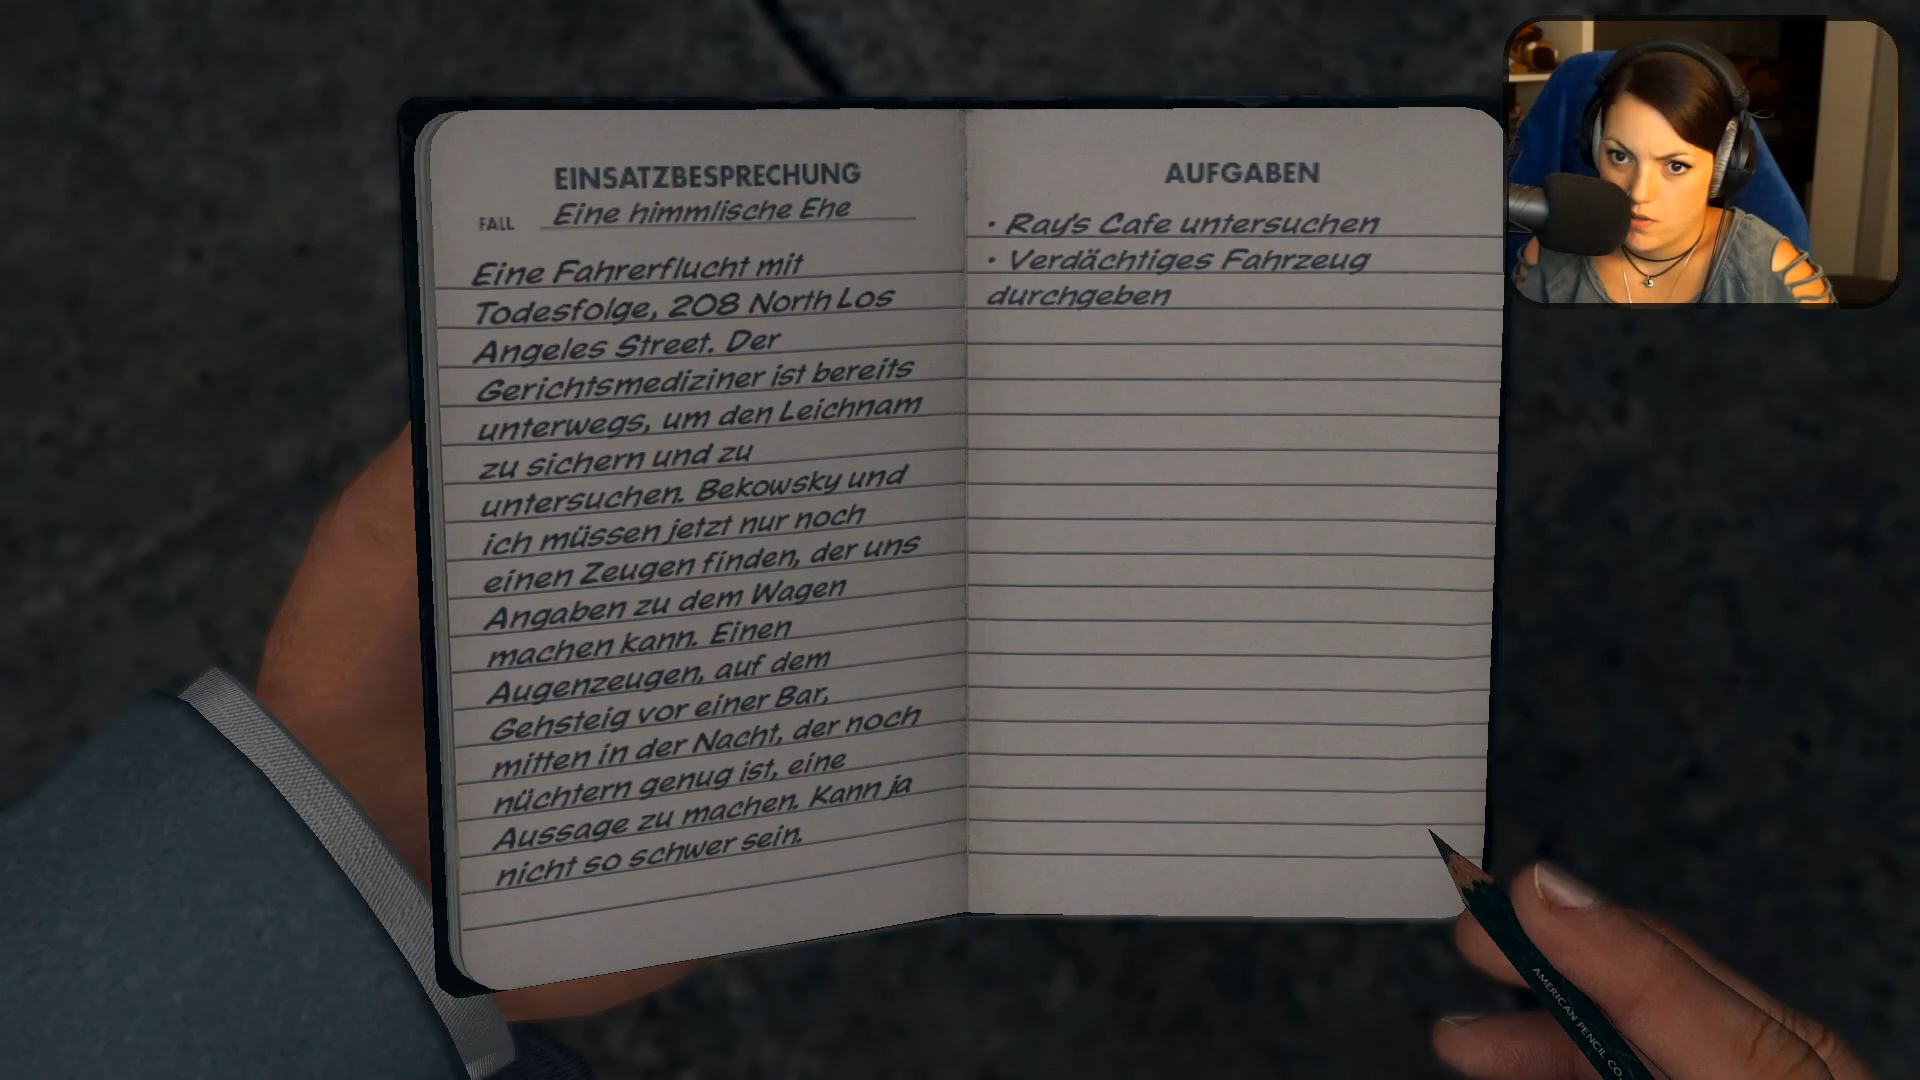 EINSATZBESPRECHUNG
FALL Eine himmlische Ehe
Eine Fahrerflucht mit
Todesfolge, 208 North Los
Angeles Street. Der
Gerichtsmediziner ist bereits
unterwegs, um den Leichnam
zu sichern und zu
untersuchen. Bekowsky und
ich müssen jetzt nur noch
einen Zeugen finden, der uns
Angaben zu dem Wagen
machen kann. Einen
Augenzeugen, auf dem
Gehsteig vor einer Bar,
mitten in der Nacht, der noch
nüchtern genug ist, eine
Aussage zu machen. Kann ja
nicht so schwer sein.
AUFGABEN
• Ray's Cafe untersuchen
• Verdächtiges Fahrzeug
durchgeben
AMERICAN PENCIL CO.